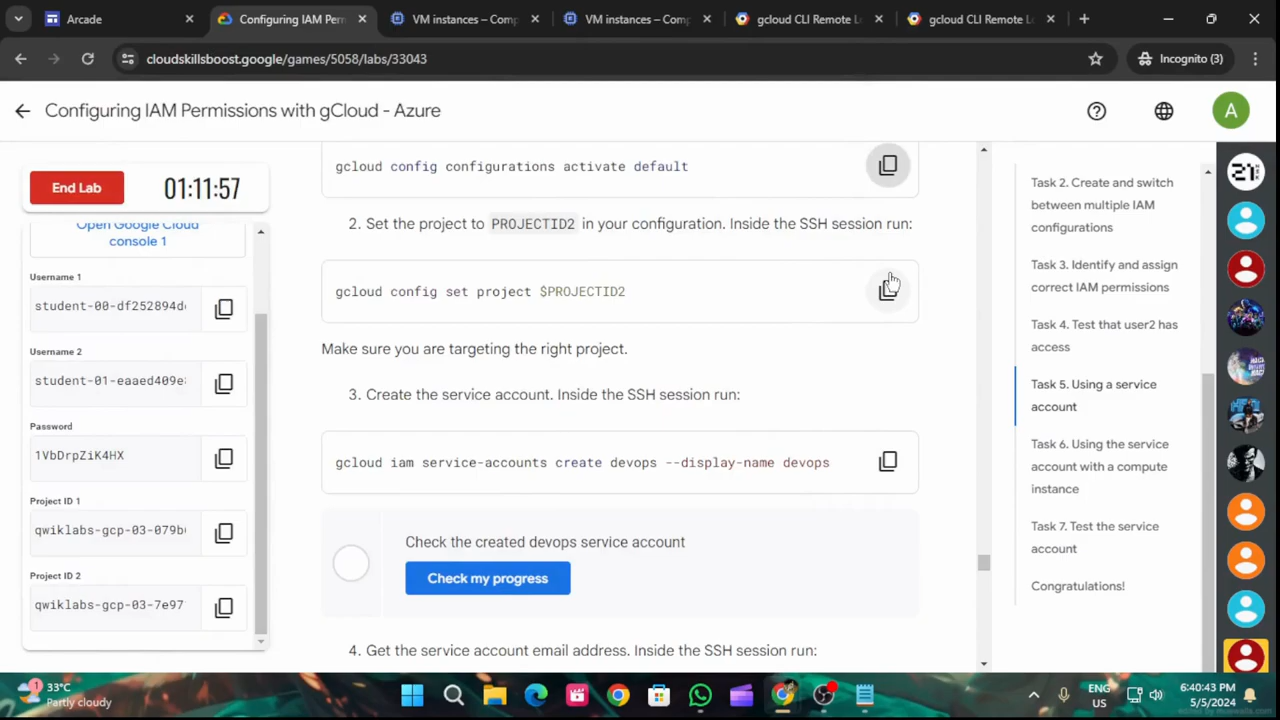 Arcade
Configuring IAM Perm
VM instances – Comp
VM instances – Comp
gcloud CLI Remote L
gcloud CLI Remote L
cloudskillsboost.google/games/5058/labs/33043
Incognito (3)
Configuring IAM Permissions with gCloud - Azure
A
End Lab
01:11:57
Open Google Cloud
console 1
Username 1
student-00-df252894d
Username 2
student-01-eaaed409e
Password
1VbDrpZiK4HX
Project ID 1
qwiklabs-gcp-03-079b
Project ID 2
qwiklabs-gcp-03-7e97
gcloud config configurations activate default
2. Set the project to PROJECTID2 in your configuration. Inside the SSH session run:
gcloud config set project $PROJECTID2
Make sure you are targeting the right project.
3. Create the service account. Inside the SSH session run:
gcloud iam service-accounts create devops --display-name devops
Check the created devops service account
Check my progress
4. Get the service account email address. Inside the SSH session run:
Task 2. Create and switch
between multiple IAM
configurations
Task 3. Identify and assign
correct IAM permissions
Task 4. Test that user2 has
access
Task 5. Using a service
account
Task 6. Using the service
account with a compute
instance
Task 7. Test the service
account
Congratulations!
21
1
33°C
Partly cloudy
ENG
US
6:40:43 PM
5/5/2024